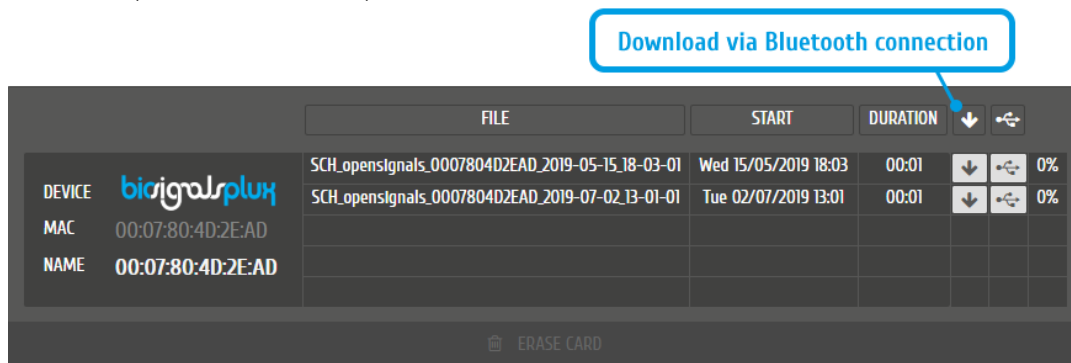 Download via Bluetooth connection
FILE START DURATION
SCH_opensignals_0007804D2EAD_2019-05-15_18-03-01 Wed 15/05/2019 18:03 00:01 0%
DEVICE biosignalsplux
SCH_opensignals_0007804D2EAD_2019-07-02_13-01-01 Tue 02/07/2019 13:01 00:01 0%
MAC 00:07:80:4D:2E:AD
NAME 00:07:80:4D:2E:AD
ERASE CARD